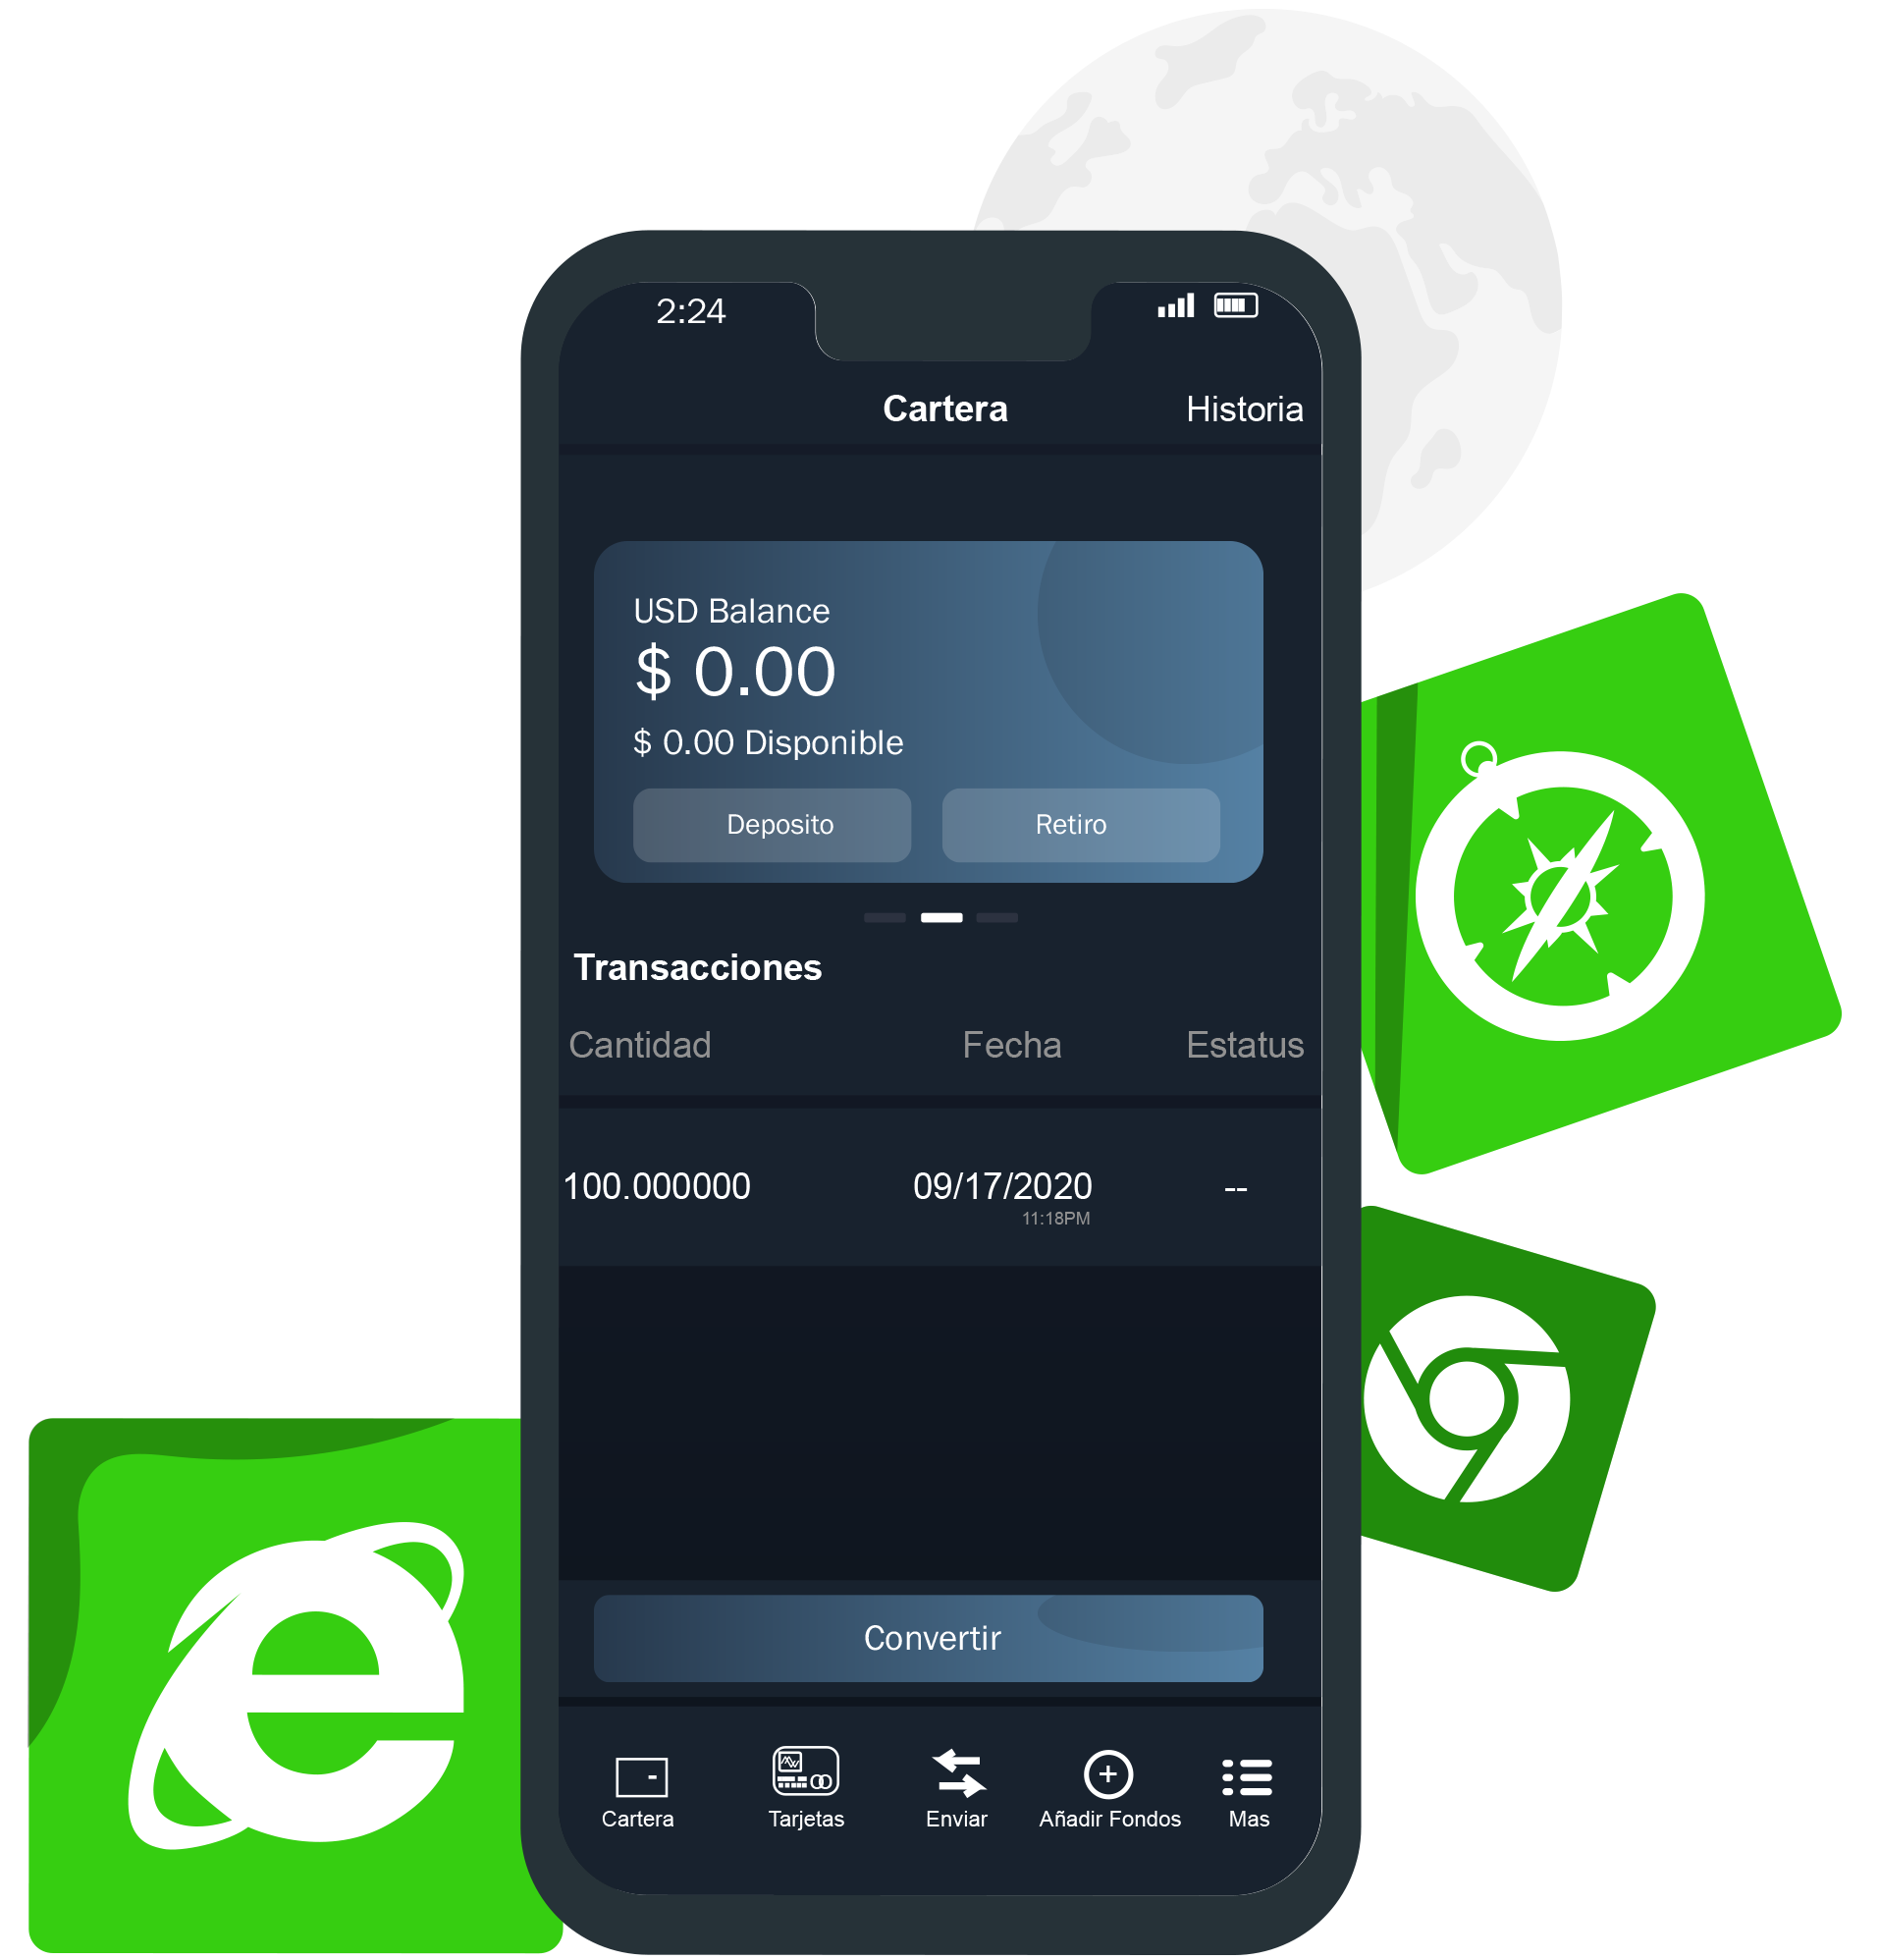 2:24
Cartera Historia
USD Balance
$ 0.00
$ 0.00 Disponible
Deposito Retiro
Transacciones
Cantidad Fecha Estatus
100.000000 09/17/2020 --
11:18PM
Convertir
Cartera Tarjetas Enviar Añadir Fondos Mas